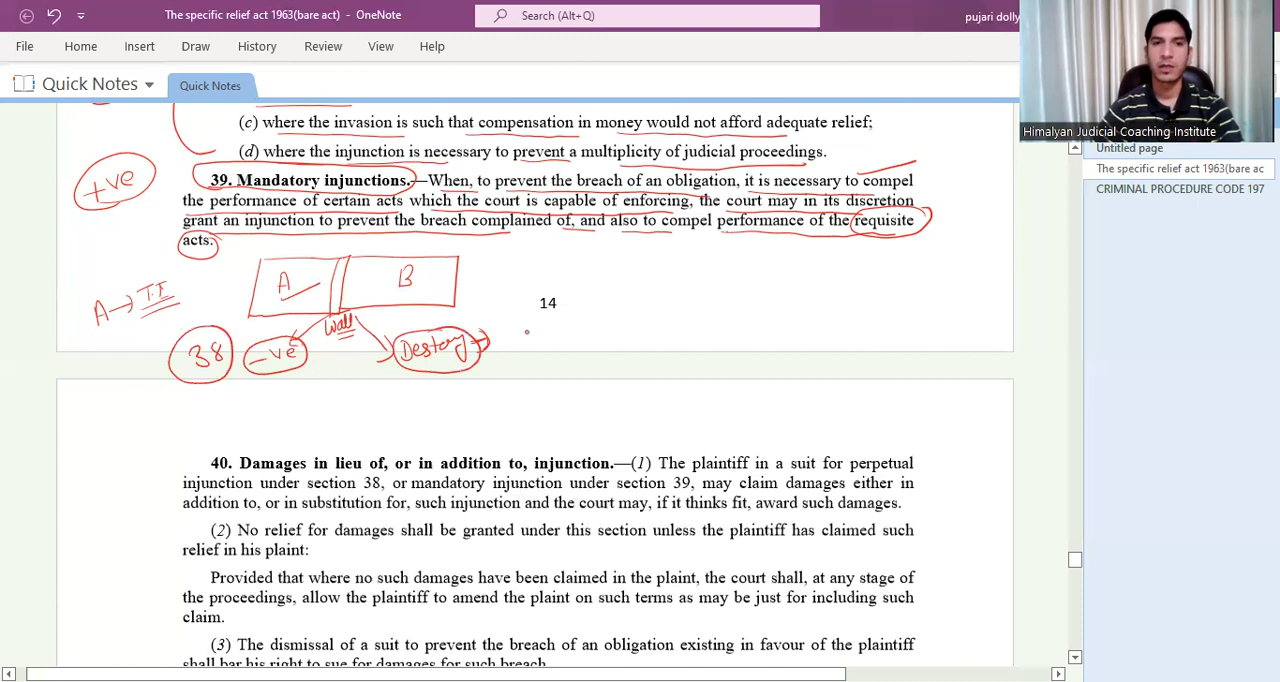 The specific relief act 1963(bare act) - OneNote
Search (Alt+Q)
pujari dolly
File Home Insert Draw History Review View Help
Quick Notes
Quick Notes
(c) where the invasion is such that compensation in money would not afford adequate relief;
(d) where the injunction is necessary to prevent a multiplicity of judicial proceedings.
+ve
39. Mandatory injunctions.—When, to prevent the breach of an obligation, it is necessary to compel
the performance of certain acts which the court is capable of enforcing, the court may in its discretion
grant an injunction to prevent the breach complained of, and also to compel performance of the requisite
acts.
A B
A → T.I
14
Wall
38 -ve Destory
40. Damages in lieu of, or in addition to, injunction.—(1) The plaintiff in a suit for perpetual
injunction under section 38, or mandatory injunction under section 39, may claim damages either in
addition to, or in substitution for, such injunction and the court may, if it thinks fit, award such damages.
(2) No relief for damages shall be granted under this section unless the plaintiff has claimed such
relief in his plaint:
Provided that where no such damages have been claimed in the plaint, the court shall, at any stage of
the proceedings, allow the plaintiff to amend the plaint on such terms as may be just for including such
claim.
(3) The dismissal of a suit to prevent the breach of an obligation existing in favour of the plaintiff
shall bar his right to sue for damages for such breach.
Himalyan Judicial Coaching Institute
Untitled page
The specific relief act 1963(bare ac
CRIMINAL PROCEDURE CODE 197